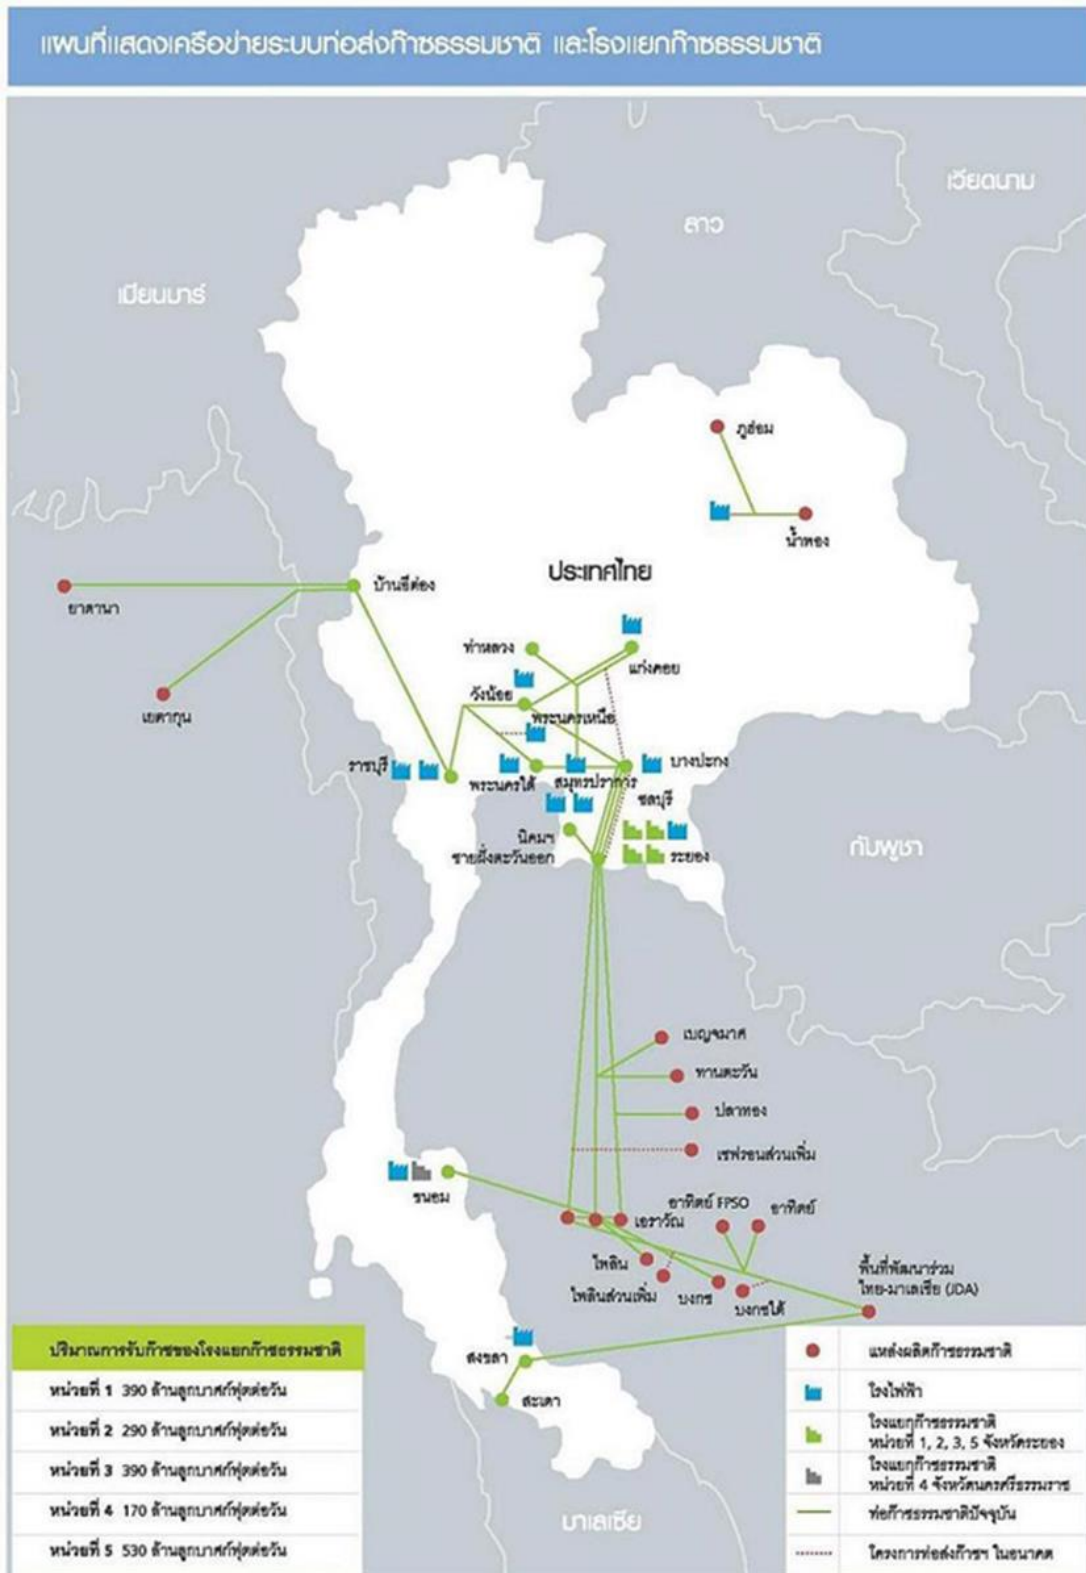 แผนที่แสดงเครือข่ายระบบท่อส่งก๊าซธรรมชาติ และโรงแยกก๊าซธรรมชาติ
เวียดนาม
ลาว
เมียนมาร์
ภูฮ่อม
น้ำพอง
ประเทศไทย
บ้านอีต่อง
ยาดานา
เยตากุน
ท่าหลวง
แก่งคอย
วังน้อย
พระนครเหนือ
ราชบุรี
พระนครใต้
สมุทรปราการ
บางปะกง
ชลบุรี
นิคมฯ
ชายฝั่งตะวันออก
ระยอง
กัมพูชา
เบญจมาศ
ทานตะวัน
ปลาทอง
เชฟรอนส่วนเพิ่ม
ขนอม
เอราวัณ
อาทิตย์ FPSO
อาทิตย์
ไพลิน
ไพลินส่วนเพิ่ม
บงกช
บงกชใต้
พื้นที่พัฒนาร่วม
ไทย-มาเลเซีย (JDA)
สงขลา
สะเดา
มาเลเซีย
ปริมาณการรับก๊าซของโรงแยกก๊าซธรรมชาติ
หน่วยที่ 1 390 ล้านลูกบาศก์ฟุตต่อวัน
หน่วยที่ 2 290 ล้านลูกบาศก์ฟุตต่อวัน
หน่วยที่ 3 390 ล้านลูกบาศก์ฟุตต่อวัน
หน่วยที่ 4 170 ล้านลูกบาศก์ฟุตต่อวัน
หน่วยที่ 5 530 ล้านลูกบาศก์ฟุตต่อวัน
แหล่งผลิตก๊าซธรรมชาติ
โรงไฟฟ้า
โรงแยกก๊าซธรรมชาติ
หน่วยที่ 1, 2, 3, 5 จังหวัดระยอง
โรงแยกก๊าซธรรมชาติ
หน่วยที่ 4 จังหวัดนครศรีธรรมราช
ท่อก๊าซธรรมชาติปัจจุบัน
โครงการท่อส่งก๊าซฯ ในอนาคต